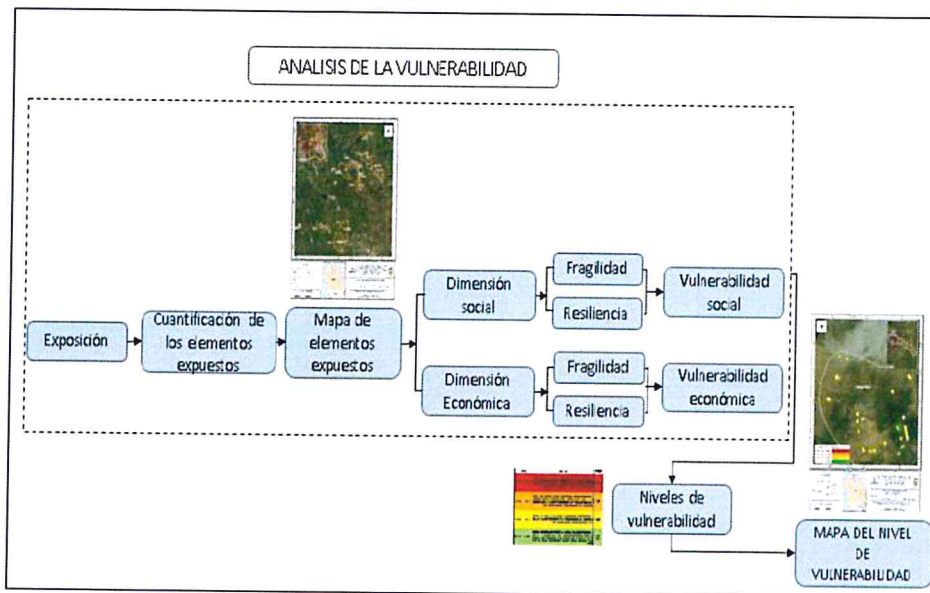 ANALISIS DE LA VULNERABILIDAD
Exposición
Cuantificación de
los elementos
expuestos
Mapa de
elementos
expuestos
Dimensión
social
Fragilidad
Resiliencia
Vulnerabilidad
social
Dimensión
Económica
Fragilidad
Resiliencia
Vulnerabilidad
económica
Niveles de
vulnerabilidad
MAPA DEL NIVEL
DE
VULNERABILIDAD